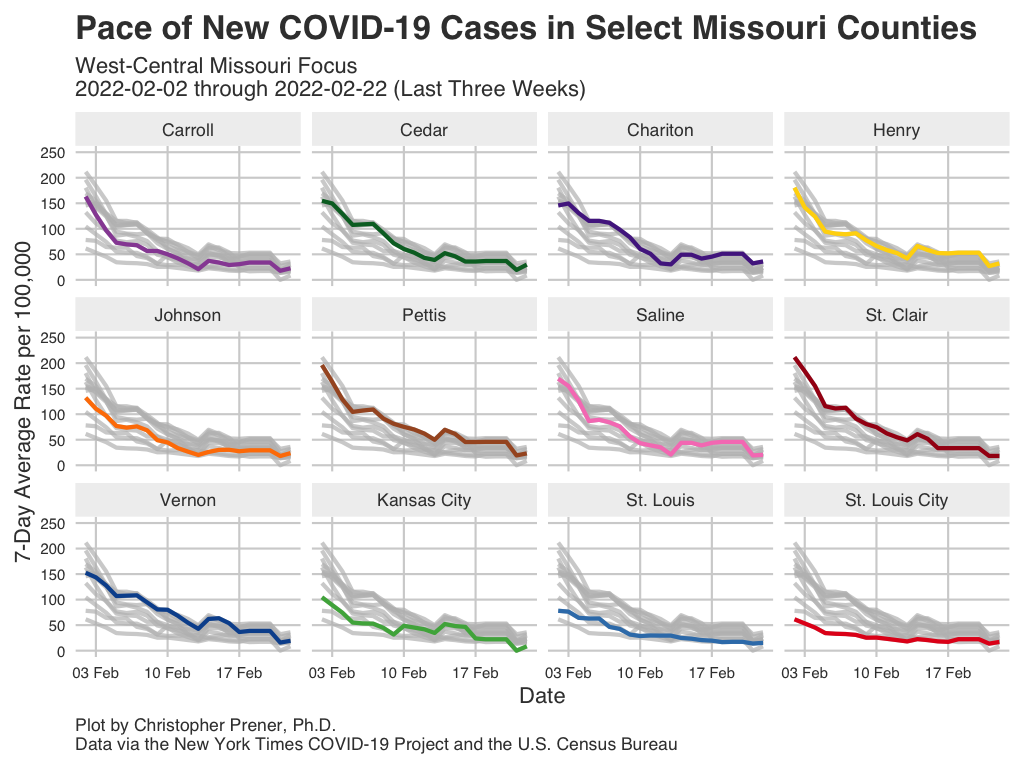 Pace of New COVID-19 Cases in Select Missouri Counties
West-Central Missouri Focus
2022-02-02 through 2022-02-22 (Last Three Weeks)
Carroll
Cedar
Chariton
Henry
250
200
150
100
50
0
Johnson
Pettis
Saline
St. Clair
250
200
150
100
50
0
Vernon
Kansas City
St. Louis
St. Louis City
250
200
150
100
50
0
7-Day Average Rate per 100,000
03 Feb 10 Feb 17 Feb
03 Feb 10 Feb 17 Feb
03 Feb 10 Feb 17 Feb
03 Feb 10 Feb 17 Feb
Date
Plot by Christopher Prener, Ph.D.
Data via the New York Times COVID-19 Project and the U.S. Census Bureau